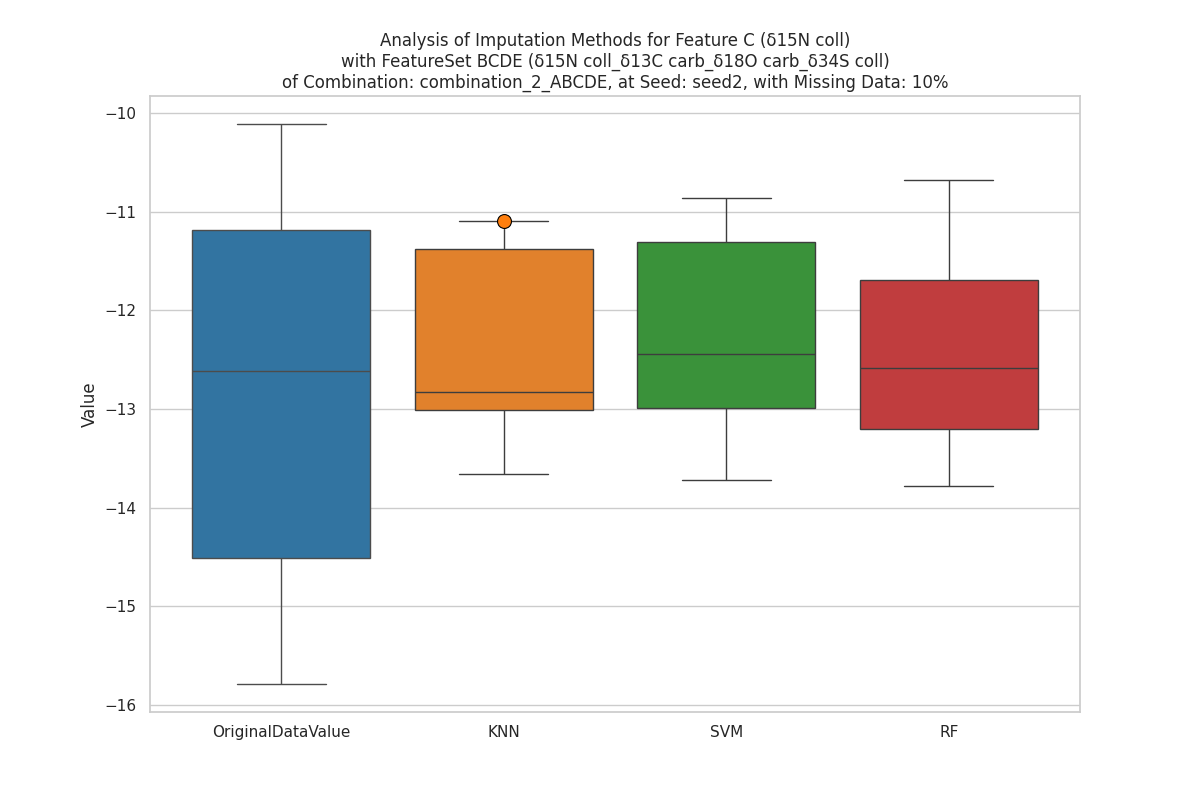 Analysis of Imputation Methods for Feature C (δ15N coll)
with FeatureSet BCDE (δ15N coll_δ13C carb_δ18O carb_δ34S coll)
of Combination: combination_2_ABCDE, at Seed: seed2, with Missing Data: 10%
−10
−11
−12
−13
−14
−15
−16
Value
OriginalDataValue
KNN
SVM
RF